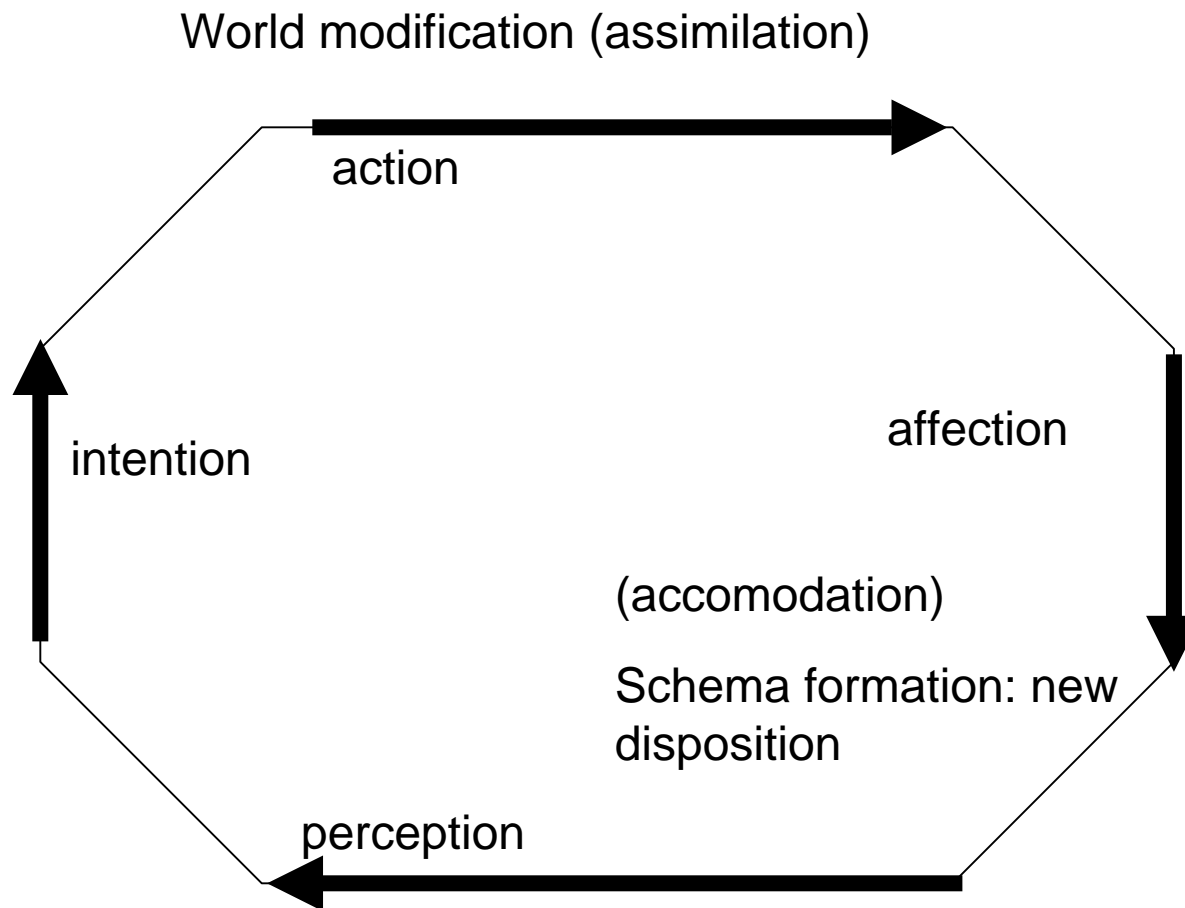 World modification (assimilation)
action
affection
intention
(accomodation)
Schema formation: new
disposition
perception